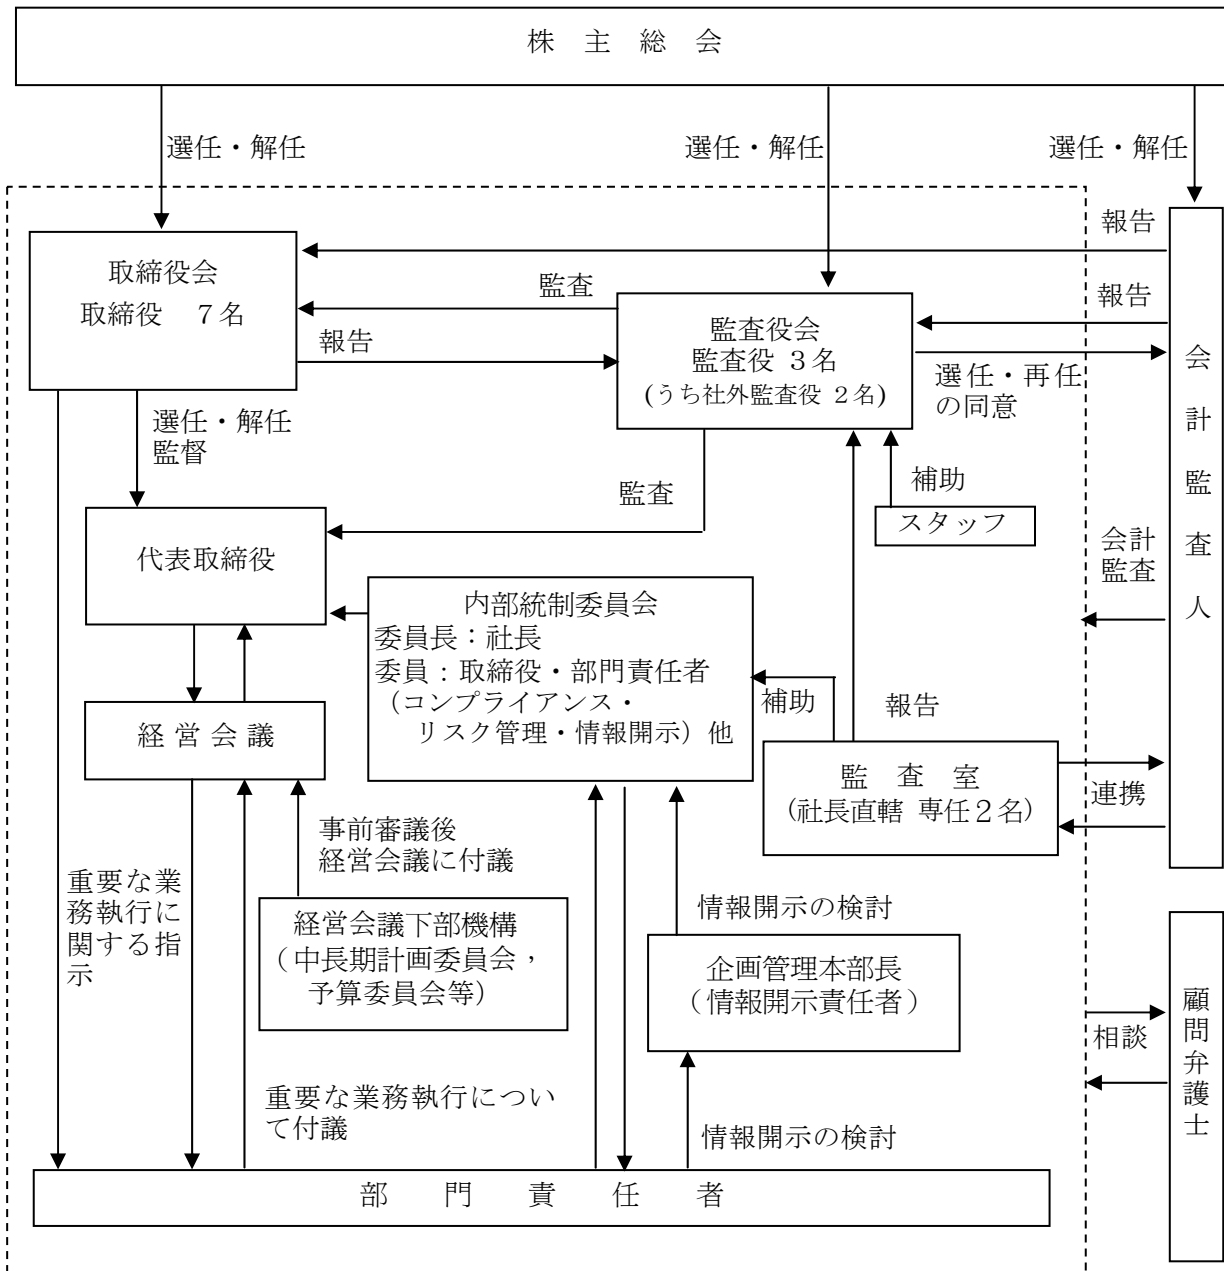 株 主 総 会
選任・解任
選任・解任
選任・解任
報告
取締役会
取締役 ７名
監査
報告
報告
監査役会
監査役 ３名
(うち社外監査役 ２名)
選任・再任
の同意
選任・解任
監督
監査
補助
スタッフ
会計監査人
会計
監査
代表取締役
内部統制委員会
委員長：社長
委員：取締役・部門責任者
（コンプライアンス・
リスク管理・情報開示）他
補助
報告
経 営 会 議
監 査 室
(社長直轄 専任２名)
連携
事前審議後
経営会議に付議
重要な業
務執行に
関する指
示
経営会議下部機構
（中長期計画委員会，
予算委員会等）
情報開示の検討
企画管理本部長
（情報開示責任者）
相談
顧問弁護士
重要な業務執行につい
て付議
情報開示の検討
部 門 責 任 者